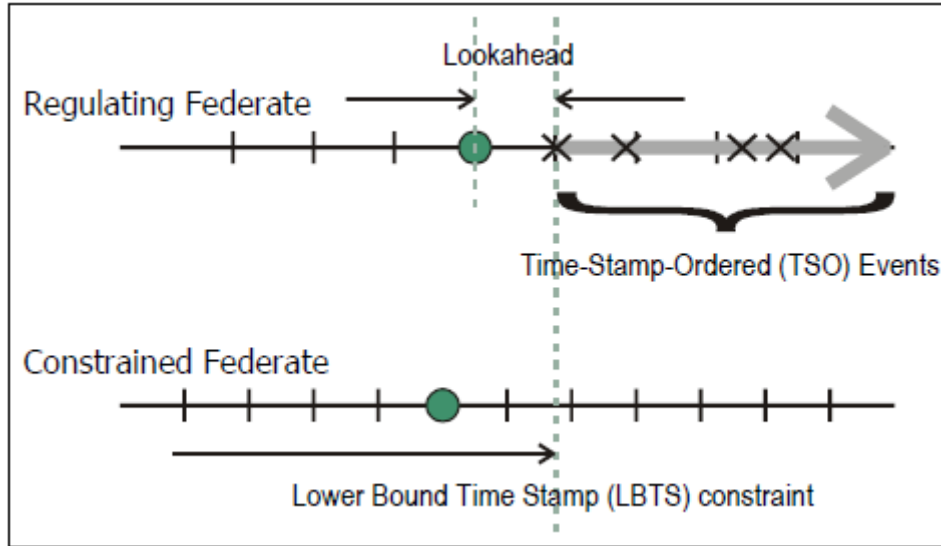 Lookahead
Regulating Federate
Time-Stamp-Ordered (TSO) Events
Constrained Federate
Lower Bound Time Stamp (LBTS) constraint